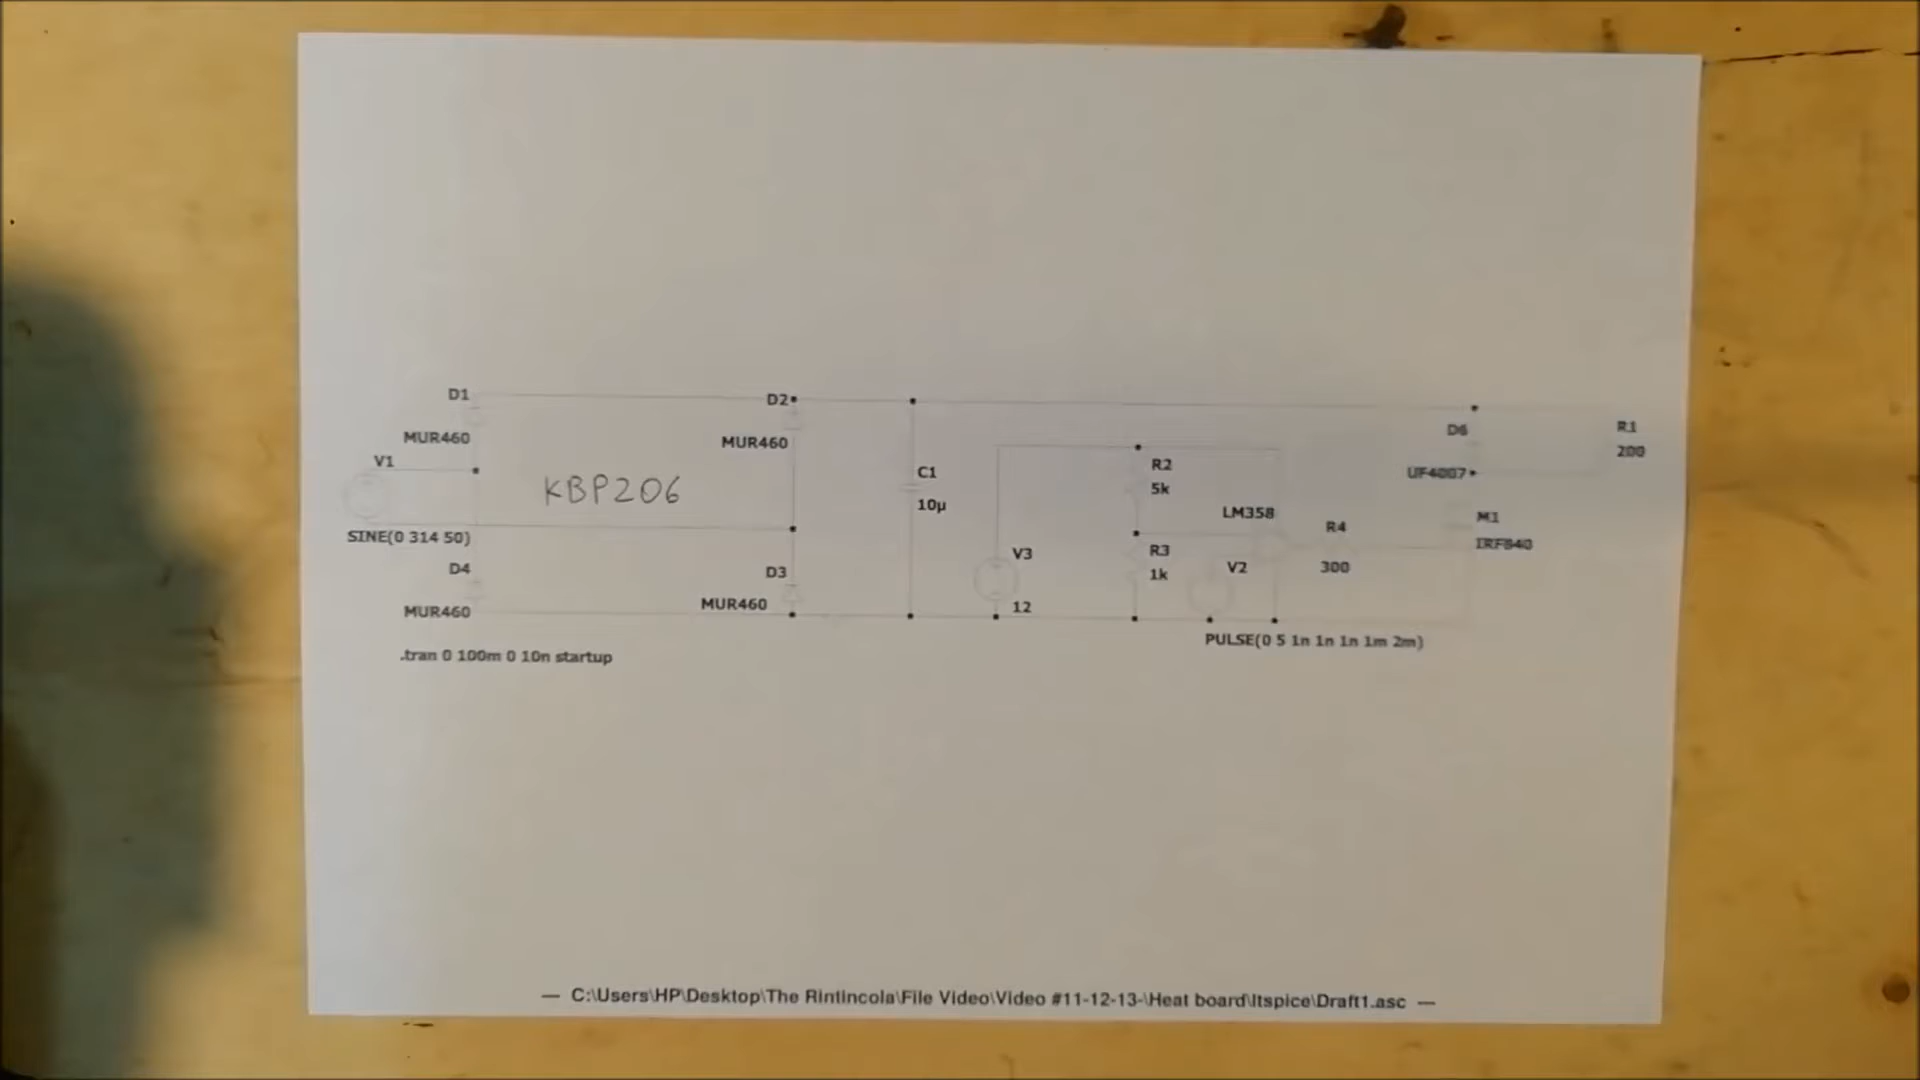 D1
MUR460
V1
SINE(0 314 50)
D4
MUR460
.tran 0 100m 0 10n startup
KBP206
D2
MUR460
D3
MUR460
C1
10µ
V3
12
R2
5k
R3
1k
LM358
V2
PULSE(0 5 1n 1n 1n 1m 2m)
R4
300
D6
UF4007
M1
IRF840
R1
200
— C:\Users\HP\Desktop\The Rintincola\File Video\Video #11-12-13-\Heat board\ltspice\Draft1.asc —